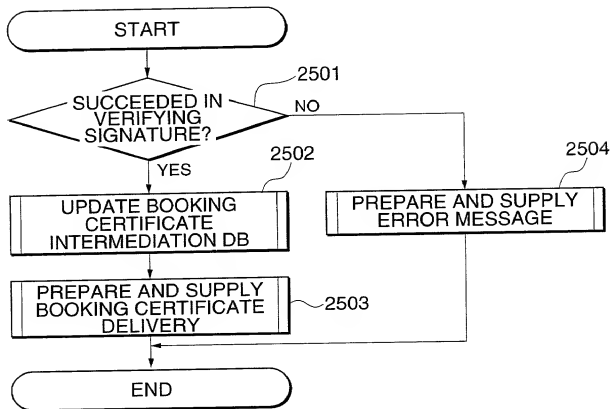 START
2501
SUCCEEDED IN
VERIFYING
SIGNATURE?
NO
YES
2502
UPDATE BOOKING
CERTIFICATE
INTERMEDIATION DB
2504
PREPARE AND SUPPLY
ERROR MESSAGE
PREPARE AND SUPPLY
BOOKING CERTIFICATE
DELIVERY
2503
END